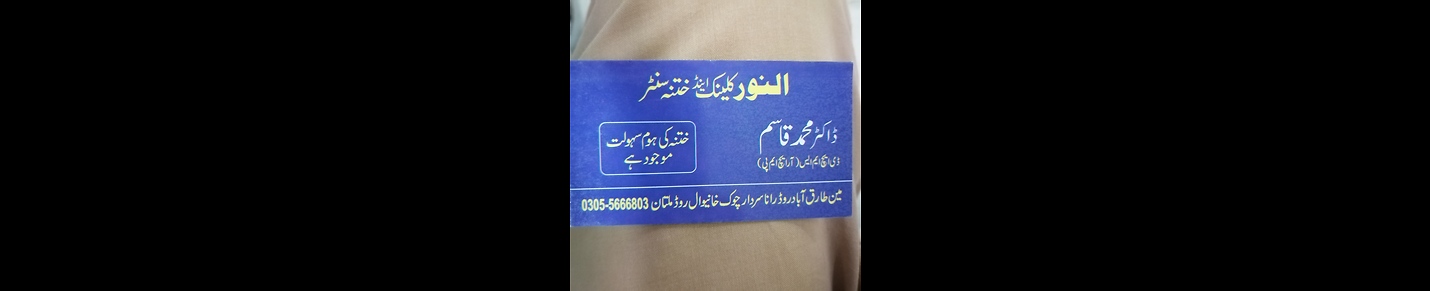 النور کلینک اینڈ ختنہ سنٹر
ڈاکٹر محمد قاسم
ڈی ایچ ایم ایس (آر ایچ ایم پی)
ختنہ کی ہوم سہولت
موجود ہے
مین طارق آباد روڈ رانا سردار چوک خانیوال روڈ ملتان 0305-5666803